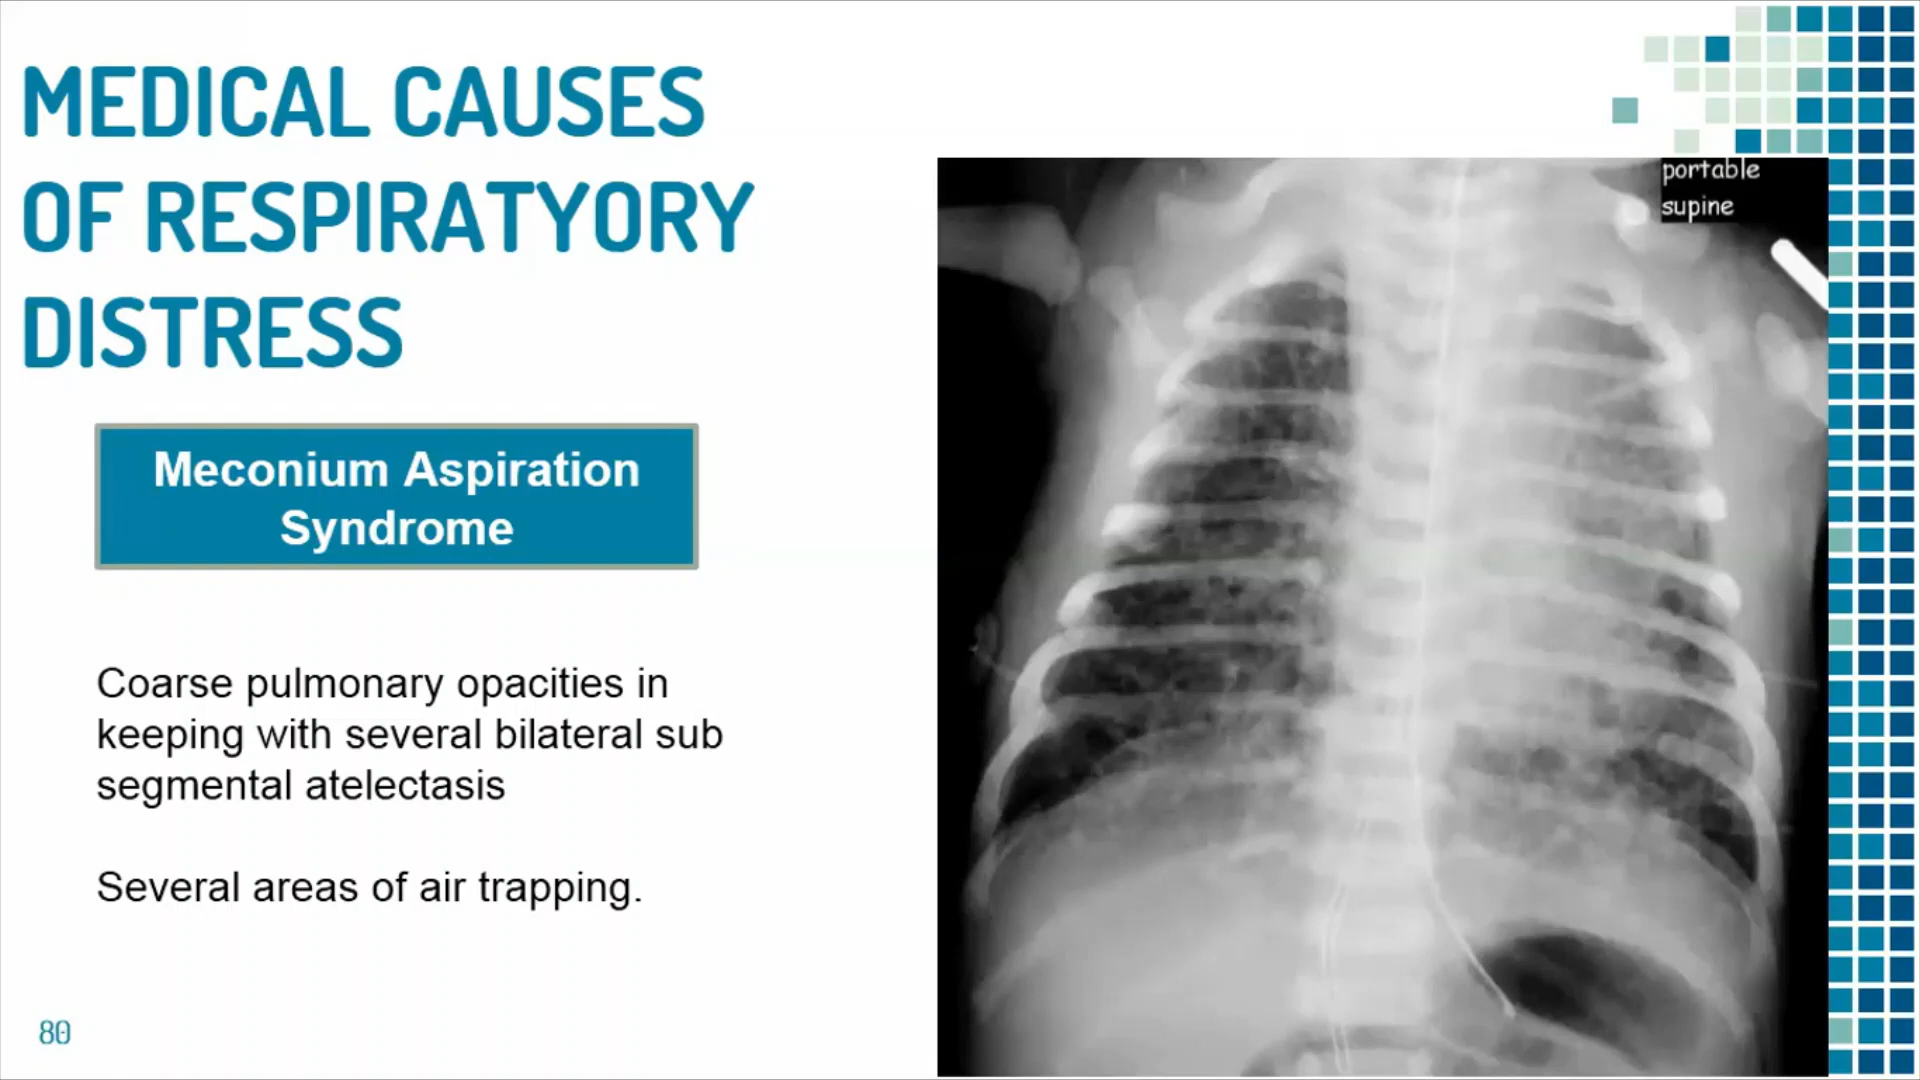 MEDICAL CAUSES
OF RESPIRATYORY
DISTRESS
portable
supine
Meconium Aspiration
Syndrome
Coarse pulmonary opacities in
keeping with several bilateral sub
segmental atelectasis
Several areas of air trapping.
80